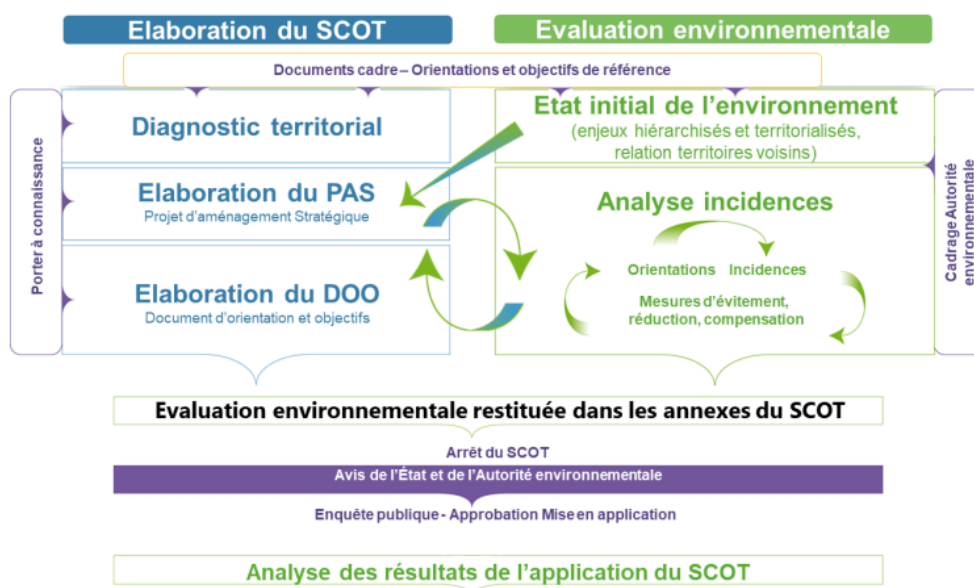 Elaboration du SCOT
Evaluation environnementale
Documents cadre – Orientations et objectifs de référence
Porter à connaissance
Diagnostic territorial
Elaboration du PAS
Projet d'aménagement Stratégique
Elaboration du DOO
Document d'orientation et objectifs
Etat initial de l'environnement
(enjeux hiérarchisés et territorialisés,
relation territoires voisins)
Analyse incidences
Orientations Incidences
Mesures d'évitement,
réduction, compensation
Cadrage Autorité
environnementale
Evaluation environnementale restituée dans les annexes du SCOT
Arrêt du SCOT
Avis de l'État et de l'Autorité environnementale
Enquête publique - Approbation Mise en application
Analyse des résultats de l'application du SCOT